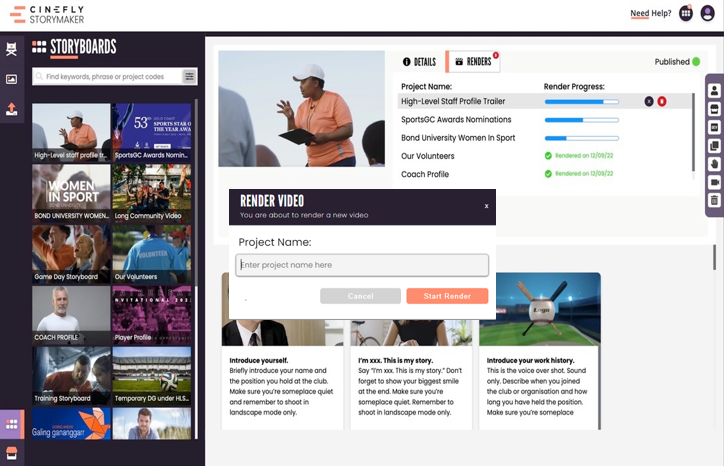 CINEFLY
STORYMAKER
Need Help?
STORYBOARDS
Find keywords, phrase or project codes
High-Level staff profile tr...
53rd
SPORTS STAR O
THE YEAR AWA
SportsGC Awards Nomin...
WOMEN
IN SPORT
BOND UNIVERSITY WOMEN...
Long Community Video
Game Day Storyboard
VOLUNTEER
Our Volunteers
COACH PROFILE
NVITATIONAL 202
Player Profile
Training Storyboard
Temporary DG under HLS...
Galing gananggarr
DETAILS
RENDERS
Published
Project Name:
Render Progress:
High-Level Staff Profile Trailer
x
SportsGC Awards Nominations
Bond University Women In Sport
Our Volunteers
Rendered on 12/09/22
Coach Profile
Rendered on 12/09/22
RENDER VIDEO
x
You are about to render a new video
Project Name:
Enter project name here
Cancel
Start Render
Logo
Introduce yourself.
Briefly introduce your name and
the position you hold at the club.
Make sure you're someplace quiet
and remember to shoot in
landscape mode only.
I'm xxx. This is my story.
Say "I'm xxx. This is my story." Don't
forget to show your biggest smile
at the end. Make sure you're
someplace quiet. Remember to
shoot in landscape mode only.
Introduce your work history.
This is the voice over shot. Sound
only. Describe when you joined
the club or organisation and how
long you have held the position.
Make sure you're someplace